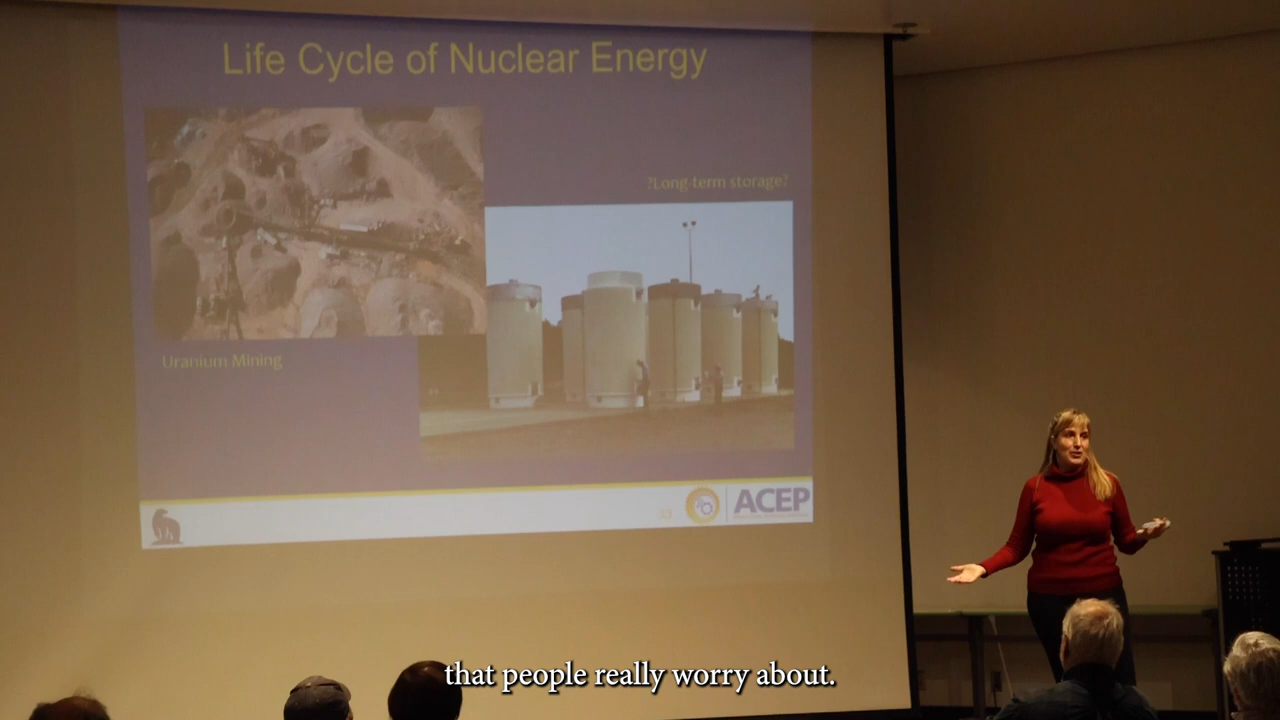 Life Cycle of Nuclear Energy
?Long-term storage?
Uranium Mining
ACEP
that people really worry about.